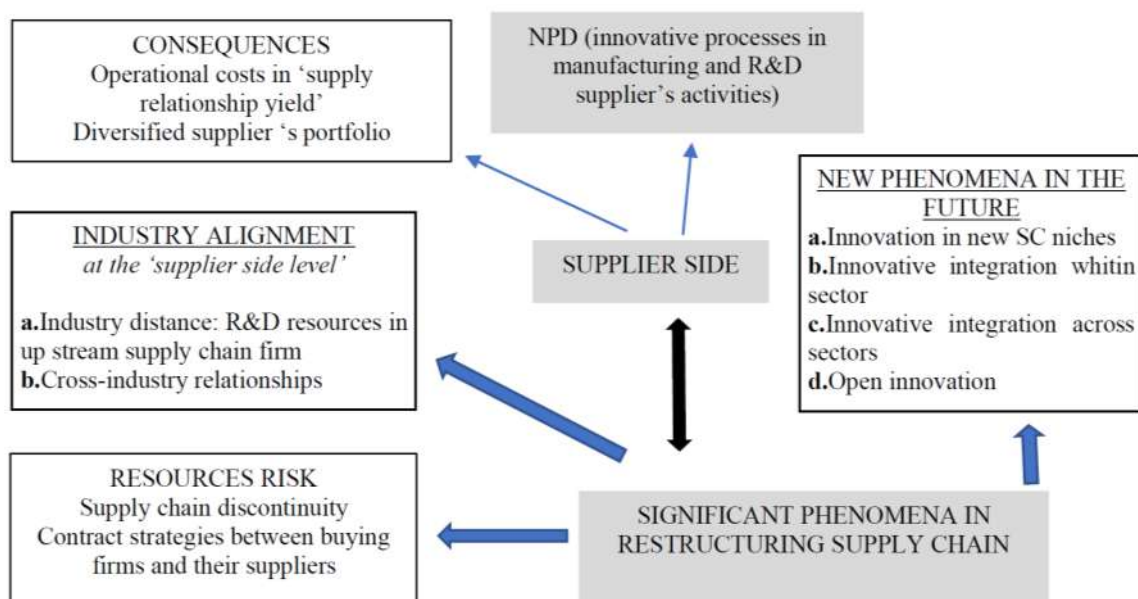 CONSEQUENCES
Operational costs in ‘supply
relationship yield’
Diversified supplier ‘s portfolio
NPD (innovative processes in
manufacturing and R&D
supplier’s activities)
NEW PHENOMENA IN THE
FUTURE
a.Innovation in new SC niches
b.Innovative integration whitin
sector
c.Innovative integration across
sectors
d.Open innovation
INDUSTRY ALIGNMENT
at the ‘supplier side level’
a.Industry distance: R&D resources in
up stream supply chain firm
b.Cross-industry relationships
SUPPLIER SIDE
RESOURCES RISK
Supply chain discontinuity
Contract strategies between buying
firms and their suppliers
SIGNIFICANT PHENOMENA IN
RESTRUCTURING SUPPLY CHAIN